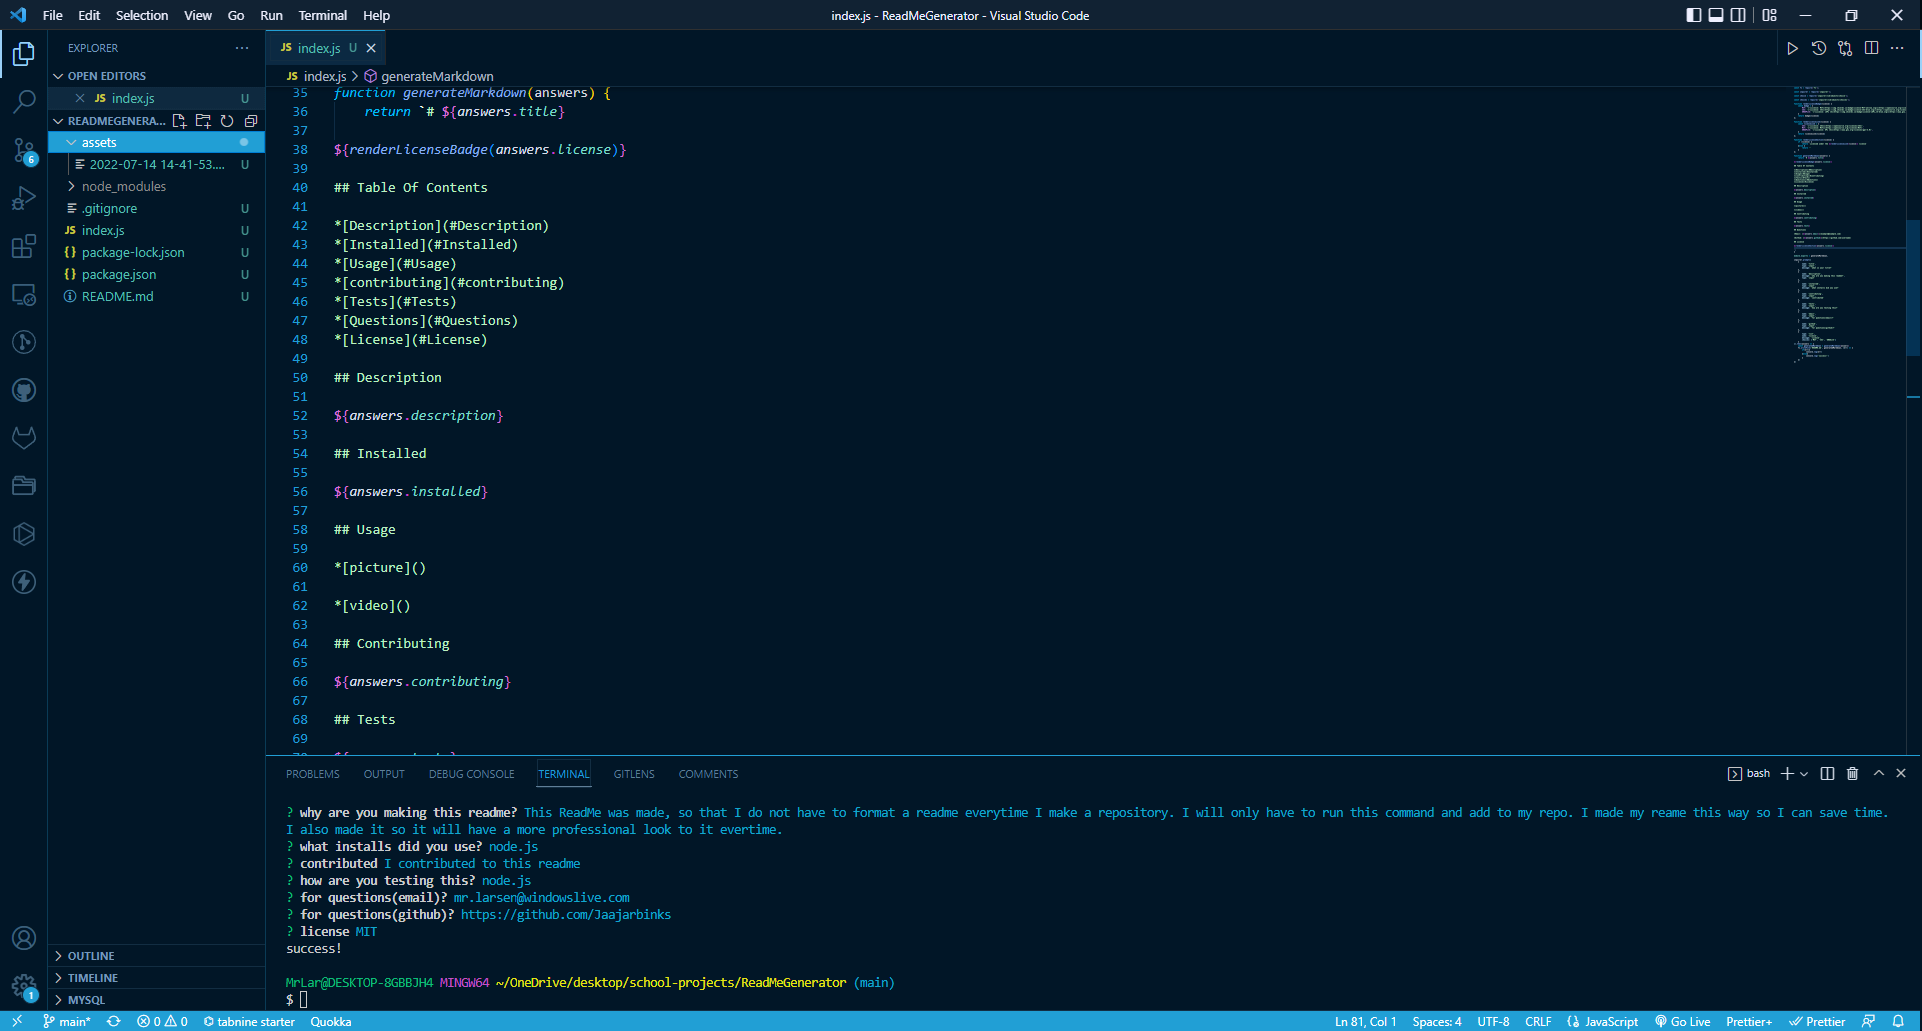 File Edit Selection View Go Run Terminal Help
index.js - ReadMeGenerator - Visual Studio Code
EXPLORER
OPEN EDITORS
JS index.js U
READMEGENERA...
assets
2022-07-14 14-41-53.... U
node_modules
.gitignore U
JS index.js U
{} package-lock.json U
{} package.json U
README.md U
OUTLINE
TIMELINE
MYSQL
6
1
JS index.js U
JS index.js > generateMarkdown
35 function generateMarkdown(answers) {
36 return `# ${answers.title}
37
38 ${renderLicenseBadge(answers.license)}
39
40 ## Table Of Contents
41
42 *[Description](#Description)
43 *[Installed](#Installed)
44 *[Usage](#Usage)
45 *[contributing](#contributing)
46 *[Tests](#Tests)
47 *[Questions](#Questions)
48 *[License](#License)
49
50 ## Description
51
52 ${answers.description}
53
54 ## Installed
55
56 ${answers.installed}
57
58 ## Usage
59
60 *[picture]()
61
62 *[video]()
63
64 ## Contributing
65
66 ${answers.contributing}
67
68 ## Tests
69
PROBLEMS OUTPUT DEBUG CONSOLE TERMINAL GITLENS COMMENTS
bash
? why are you making this readme? This ReadMe was made, so that I do not have to format a readme everytime I make a repository. I will only have to run this command and add to my repo. I made my reame this way so I can save time.
I also made it so it will have a more professional look to it evertime.
? what installs did you use? node.js
? contributed I contributed to this readme
? how are you testing this? node.js
? for questions(email)? mr.larsen@windowslive.com
? for questions(github)? https://github.com/Jaajarbinks
? license MIT
success!
MrLar@DESKTOP-8GBBJH4 MINGW64 ~/OneDrive/desktop/school-projects/ReadMeGenerator (main)
$
main* 0 0 tabnine starter Quokka
Ln 81, Col 1 Spaces: 4 UTF-8 CRLF JavaScript Go Live Prettier+ Prettier